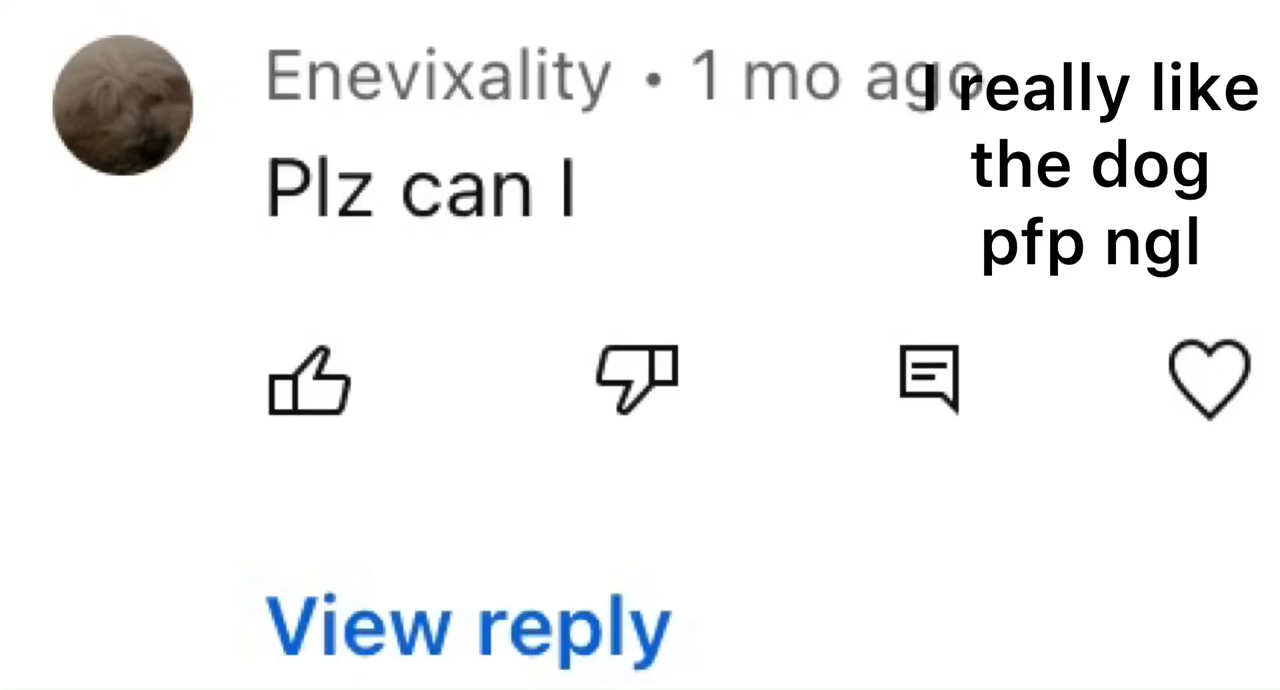 Enevixality • 1 mo ago
I really like
the dog
pfp ngl
Plz can I
View reply